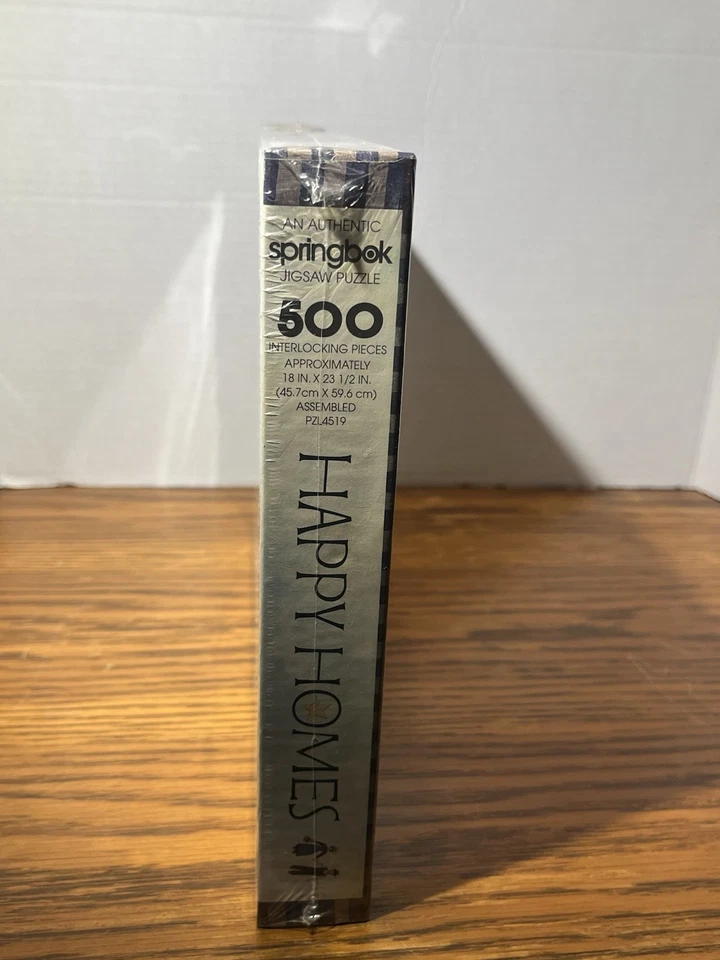 AN AUTHENTIC
springbok
JIGSAW PUZZLE
500
INTERLOCKING PIECES
APPROXIMATELY
18 IN. X 23 1/2 IN.
(45.7cm X 59.6 cm)
ASSEMBLED
PZL4519
HAPPY HOMES